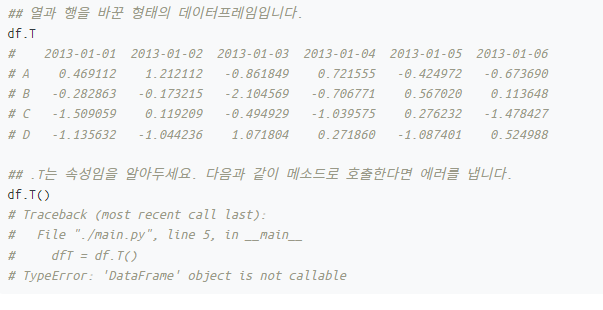 ## 열과 행을 바꾼 형태의 데이터프레임입니다.
df.T
#    2013-01-01  2013-01-02  2013-01-03  2013-01-04  2013-01-05  2013-01-06
# A    0.469112    1.212112   -0.861849    0.721555   -0.424972   -0.673690
# B   -0.282863   -0.173215   -2.104569   -0.706771    0.567020    0.113648
# C   -1.509059    0.119209   -0.494929   -1.039575    0.276232   -1.478427
# D   -1.135632   -1.044236    1.071804    0.271860   -1.087401    0.524988
## .T는 속성임을 알아두세요. 다음과 같이 메소드로 호출한다면 에러를 냅니다.
df.T()
# Traceback (most recent call last):
#   File "./main.py", line 5, in __main__
#     dfT = df.T()
# TypeError: 'DataFrame' object is not callable